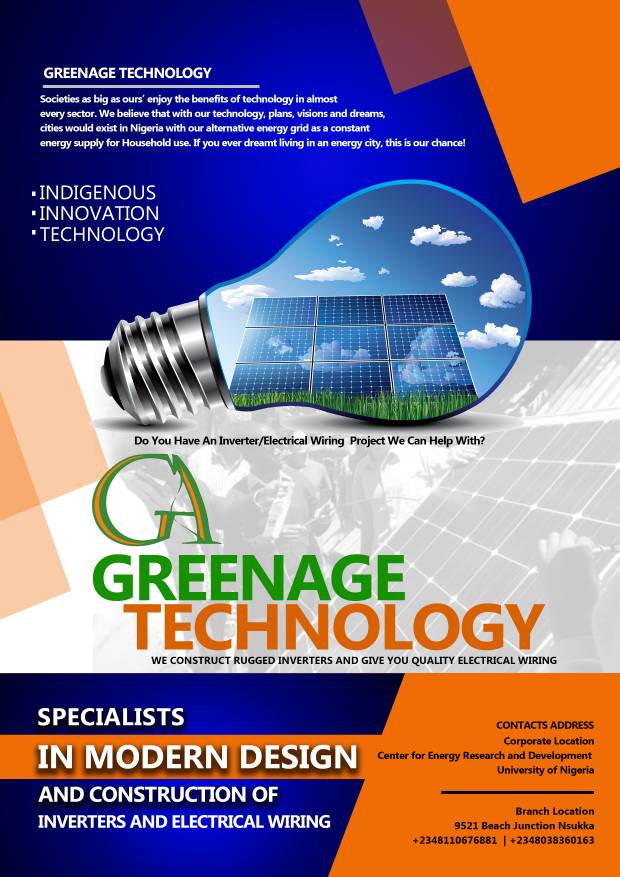 GREENAGE TECHNOLOGY
Societies as big as ours' enjoy the benefits of technology in almost
every sector. We believe that with our technology, plans, visions and dreams,
cities would exist in Nigeria with our alternative energy grid as a constant
energy supply for Household use. If you ever dreamt living in an energy city, this is our chance!
INDIGENOUS
INNOVATION
TECHNOLOGY
Do You Have An Inverter/Electrical Wiring Project We Can Help With?
GA
GREENAGE
TECHNOLOGY
WE CONSTRUCT RUGGED INVERTERS AND GIVE YOU QUALITY ELECTRICAL WIRING
SPECIALISTS
IN MODERN DESIGN
AND CONSTRUCTION OF
INVERTERS AND ELECTRICAL WIRING
CONTACTS ADDRESS
Corporate Location
Center for Energy Research and Development
University of Nigeria
Branch Location
9521 Beach Junction Nsukka
+2348110676881 | +2348038360163